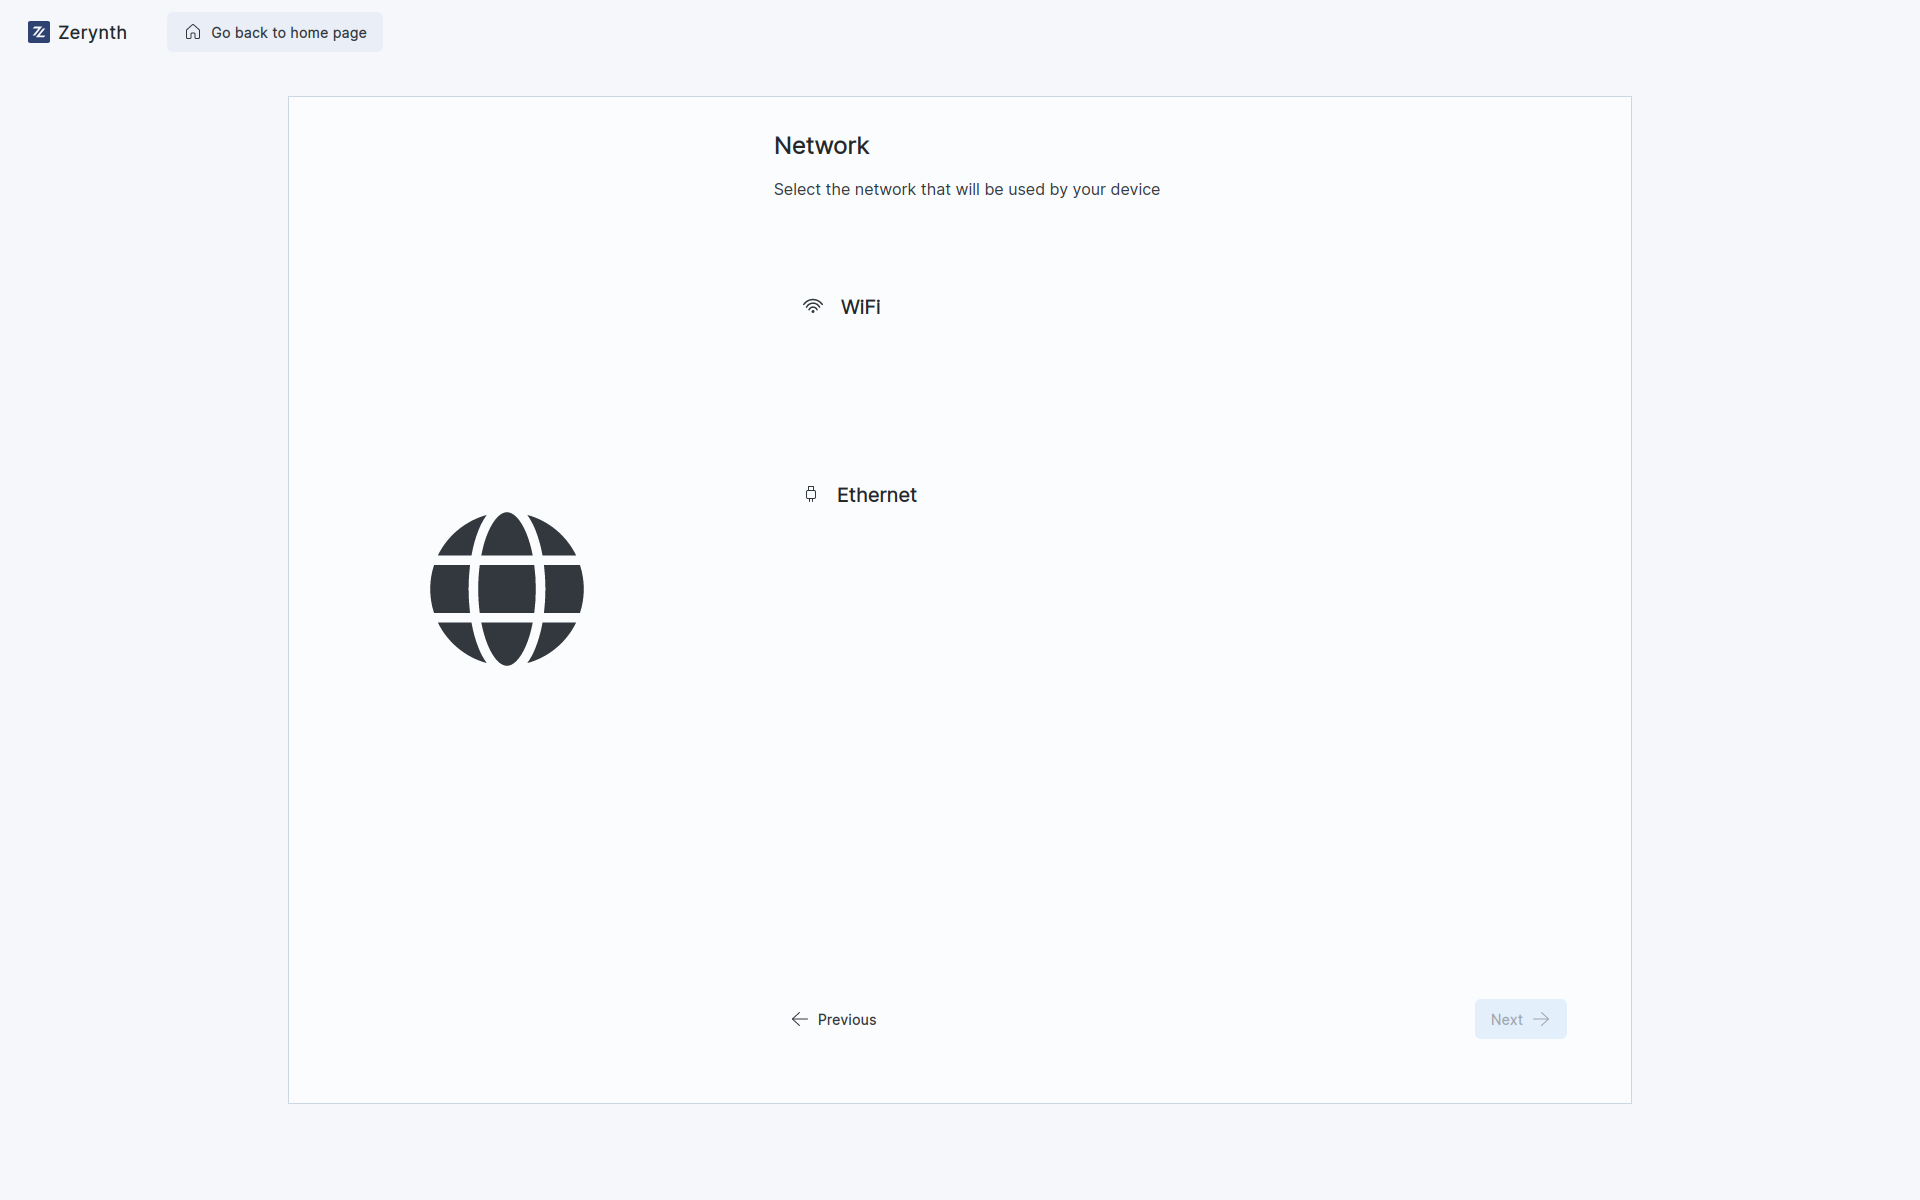 Zerynth
Go back to home page
Network
Select the network that will be used by your device
WiFi
Ethernet
Previous
Next